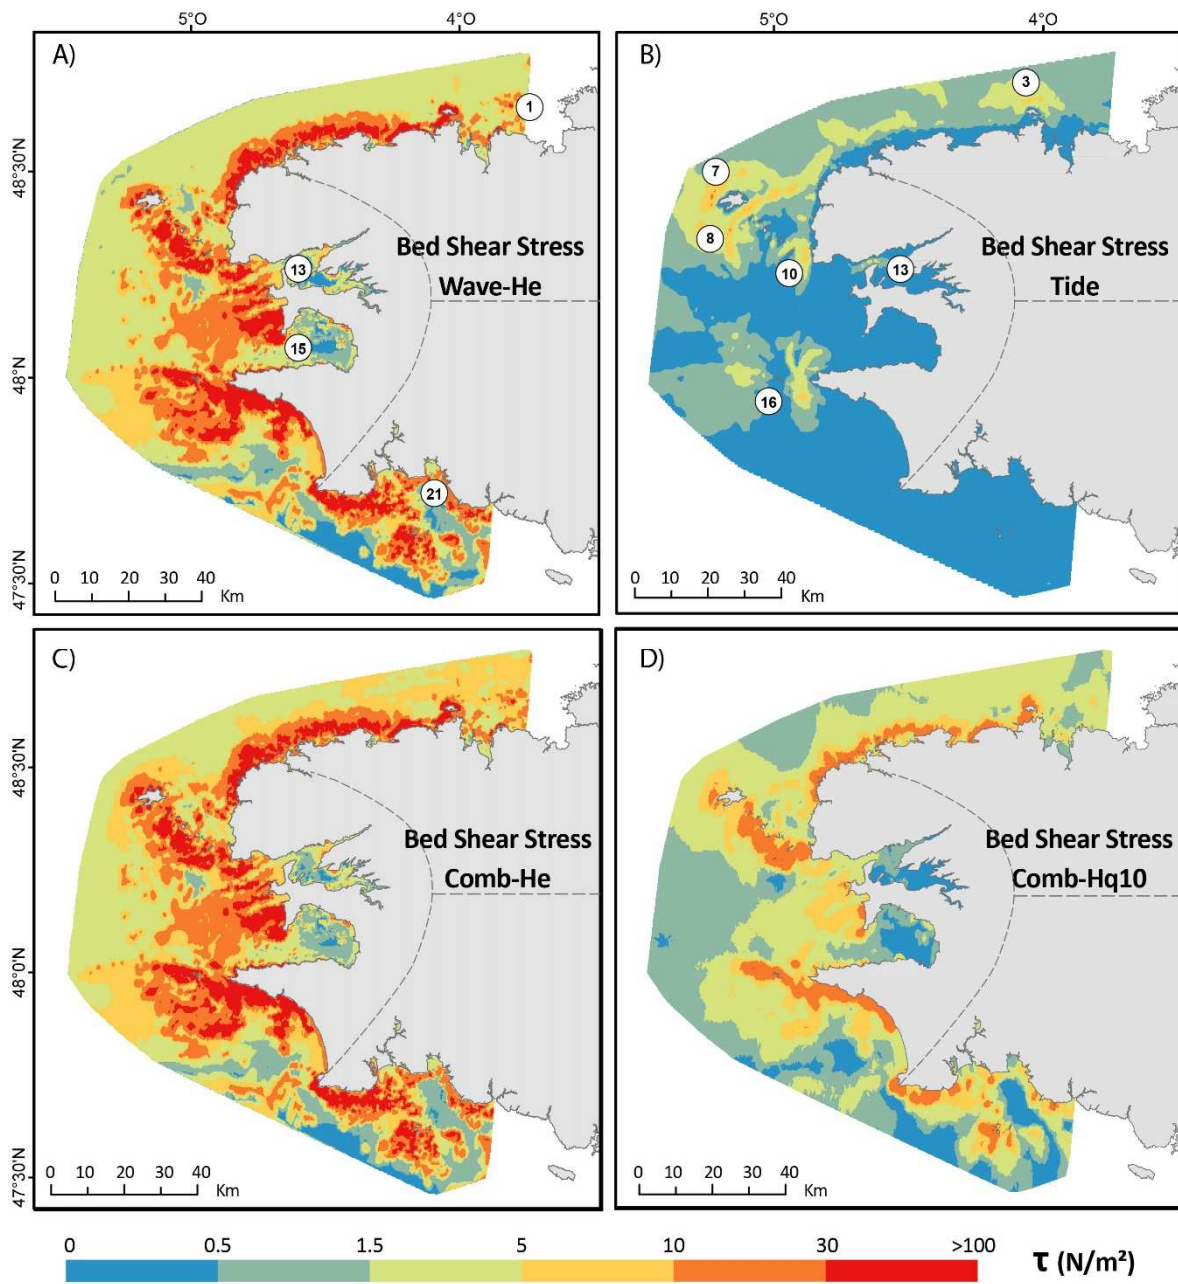 5°O
4°O
5°O
4°O
A)
B)
1
3
48°30'N
7
8
Bed Shear Stress
Wave-He
Bed Shear Stress
Tide
13
10
13
15
48°N
16
21
47°30'N
0 10 20 30 40
Km
0 10 20 30 40
Km
C)
D)
48°30'N
Bed Shear Stress
Comb-He
Bed Shear Stress
Comb-Hq10
48°0'N
47°30'N
0 10 20 30 40
Km
0 10 20 30 40
Km
0 0.5 1.5 5 10 30 >100
τ (N/m²)